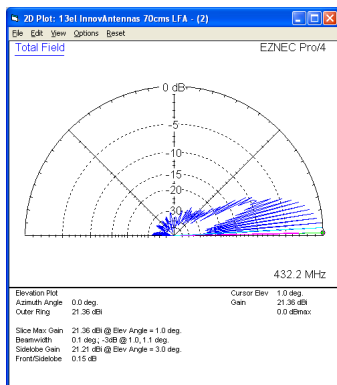 2D Plot: 13el InnovAntennas 70cms LFA - (2)
File Edit View Options Reset
Total Field EZNEC Pro/4
0 dB
-5
-10
-15
-20
-30
432.2 MHz
Elevation Plot Cursor Elev 1.0 deg.
Azimuth Angle 0.0 deg. Gain 21.36 dBi
Outer Ring 21.36 dBi 0.0 dBmax
Slice Max Gain 21.36 dBi @ Elev Angle = 1.0 deg.
Beamwidth 0.1 deg.; -3dB @ 1.0, 1.1 deg.
Sidelobe Gain 21.21 dBi @ Elev Angle = 3.0 deg.
Front/Sidelobe 0.15 dB